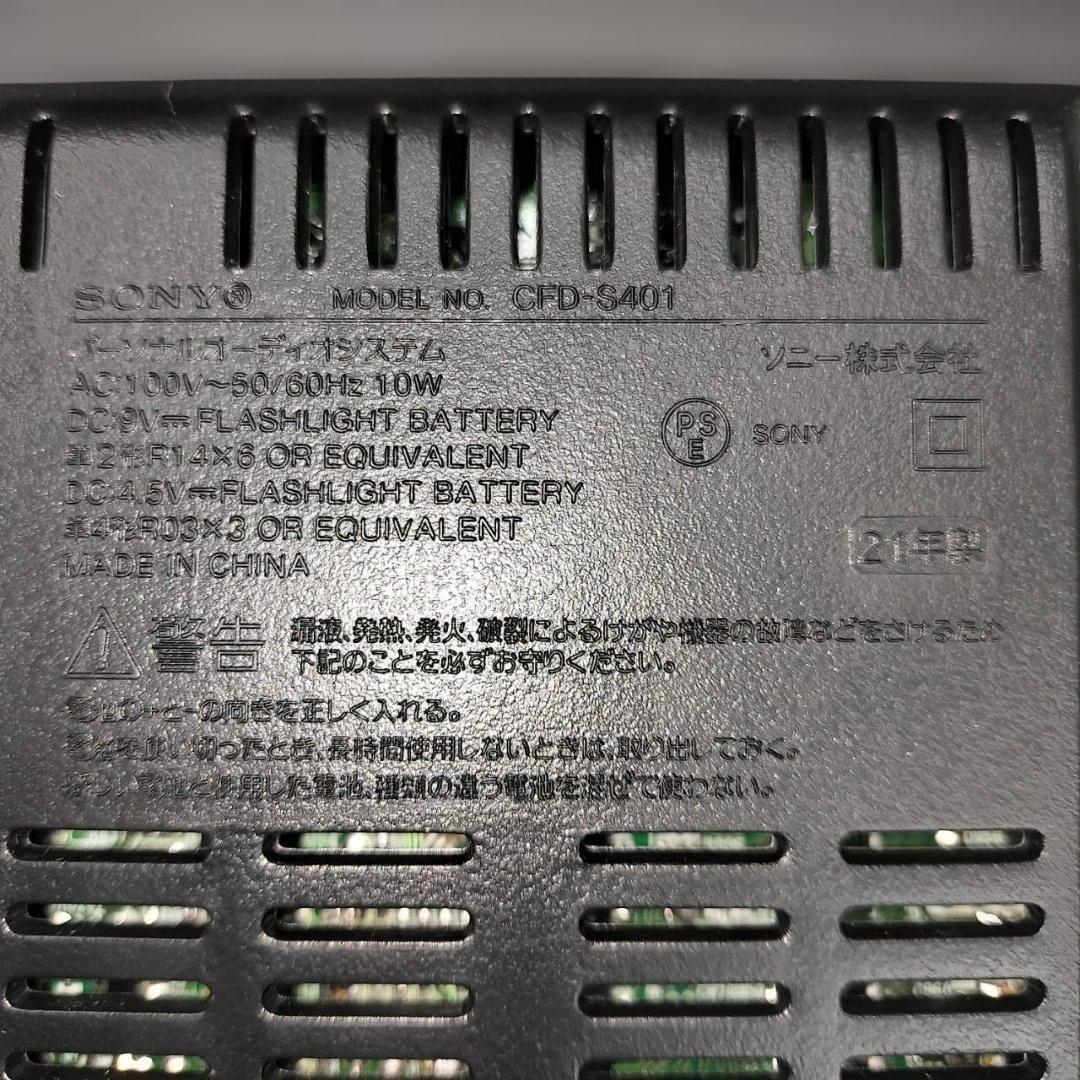 SONY® MODEL NO. CFD-S401
パーソナルオーディオシステム ソニー株式会社
AC:100V～50/60Hz 10W
DC:9V⎓FLASHLIGHT BATTERY
単2形R14×6 OR EQUIVALENT
PS E SONY
DC:4.5V⎓FLASHLIGHT BATTERY
単4形R03×3 OR EQUIVALENT
21年製
MADE IN CHINA
警告 漏液、発熱、発火、破裂によるけがや機器の故障などをさけるため
下記のことを必ずお守りください。
電池の＋と－の向きを正しく入れる。
電池を使い切ったとき、長時間使用しないときは、取り出しておく。
新しい電池と使用した電池、種類の違う電池を混ぜて使わない。